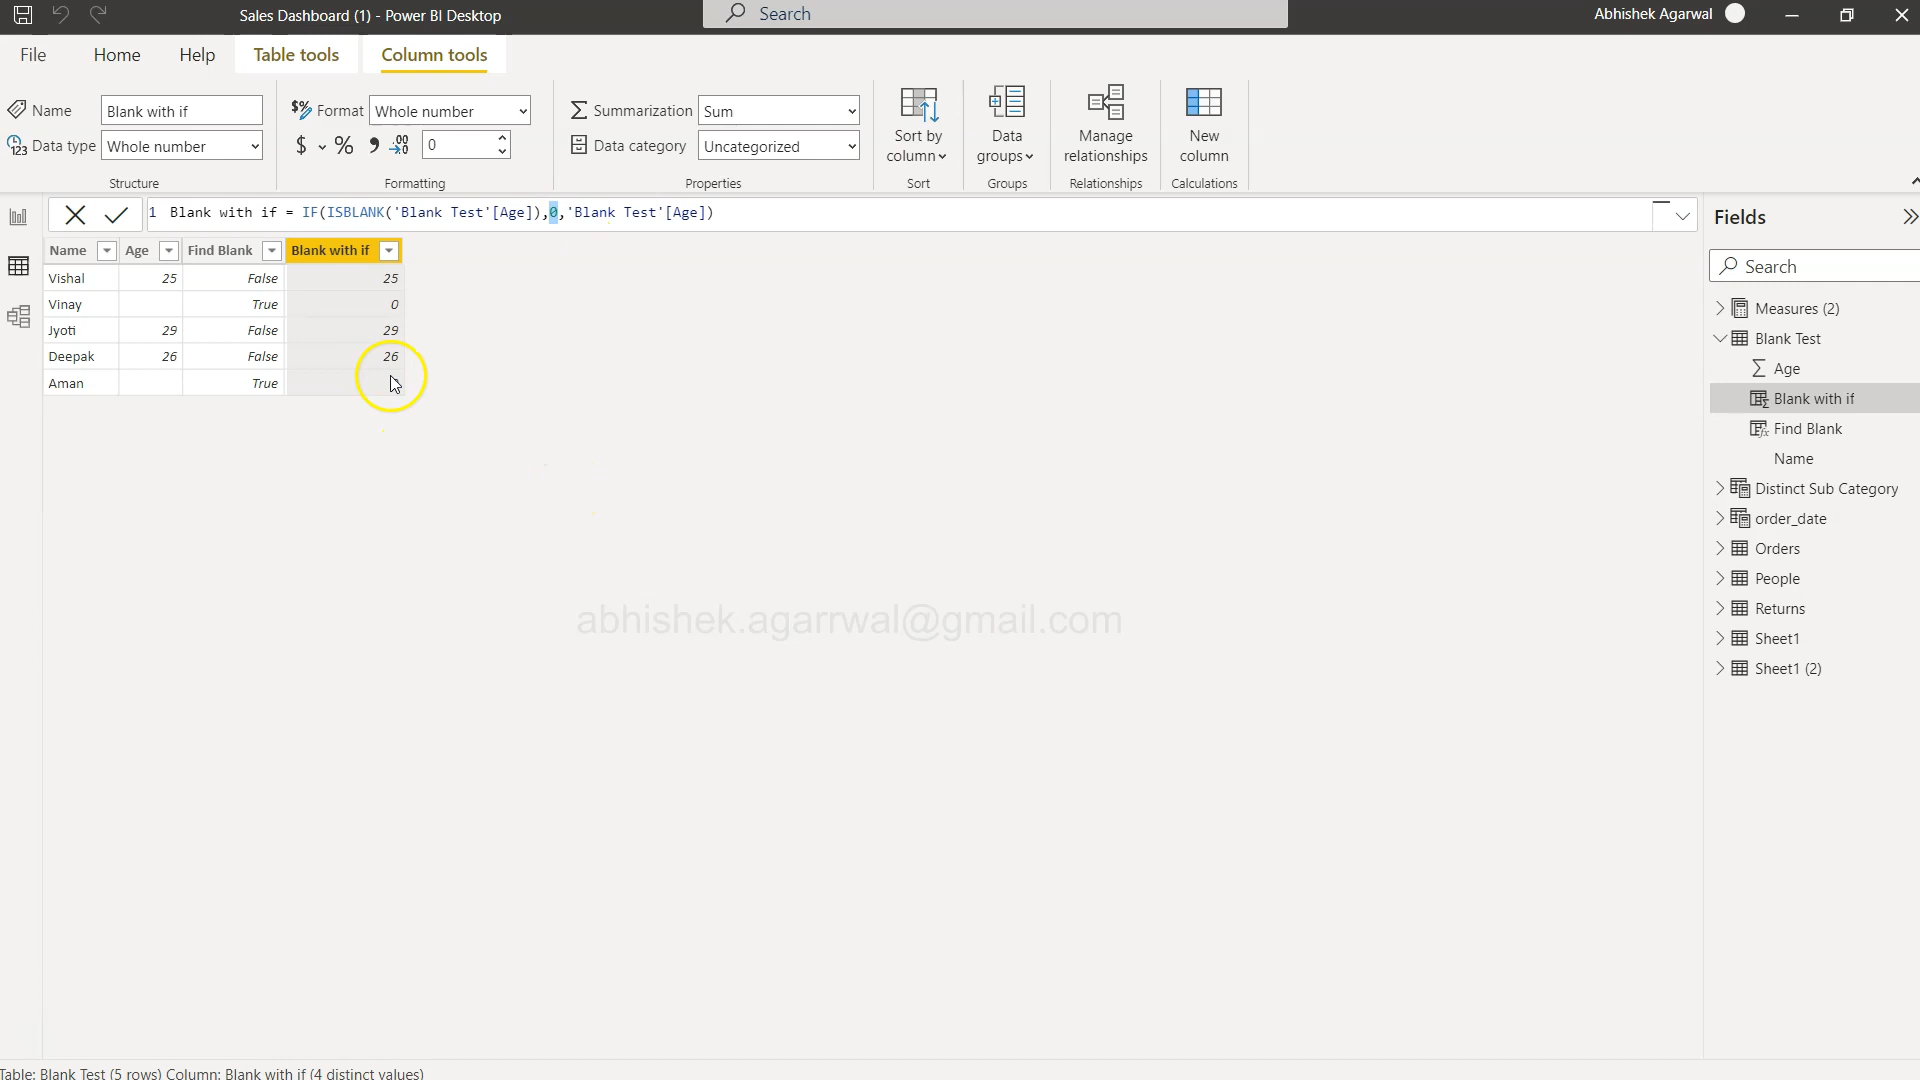 Sales Dashboard (1) - Power BI Desktop
Search
Abhishek Agarwal
File Home Help Table tools Column tools
Name Blank with if
Data type Whole number
Structure
Format Whole number
$ % 0
Formatting
Summarization Sum
Data category Uncategorized
Properties
Sort by column
Sort
Data groups
Groups
Manage relationships
Relationships
New column
Calculations
1 Blank with if = IF(ISBLANK('Blank Test'[Age]),0,'Blank Test'[Age])
Name Age Find Blank Blank with if
Vishal 25 False 25
Vinay True 0
Jyoti 29 False 29
Deepak 26 False 26
Aman True
abhishek.agarrwal@gmail.com
Fields
Search
Measures (2)
Blank Test
Age
Blank with if
Find Blank
Name
Distinct Sub Category
order_date
Orders
People
Returns
Sheet1
Sheet1 (2)
Table: Blank Test (5 rows) Column: Blank with if (4 distinct values)